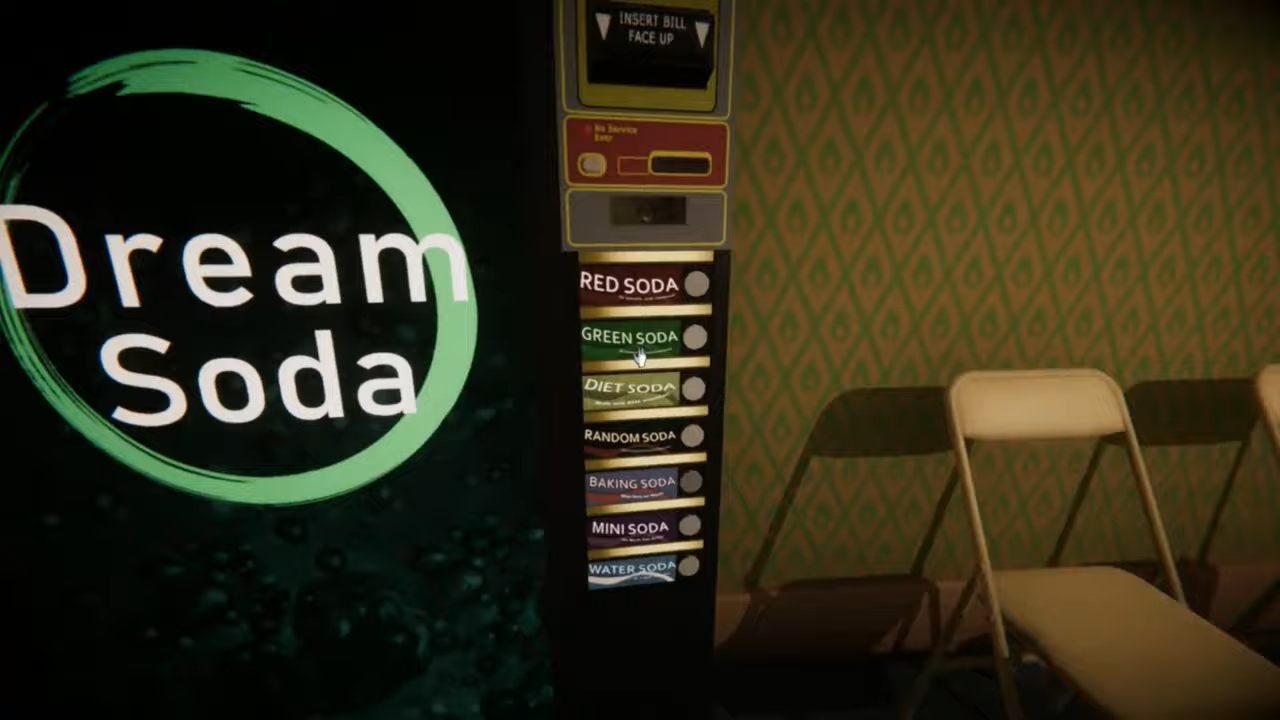 Dream
Soda
INSERT BILL
FACE UP
No Service
RED SODA
GREEN SODA
DIET SODA
RANDOM SODA
BAKING SODA
MINI SODA
WATER SODA